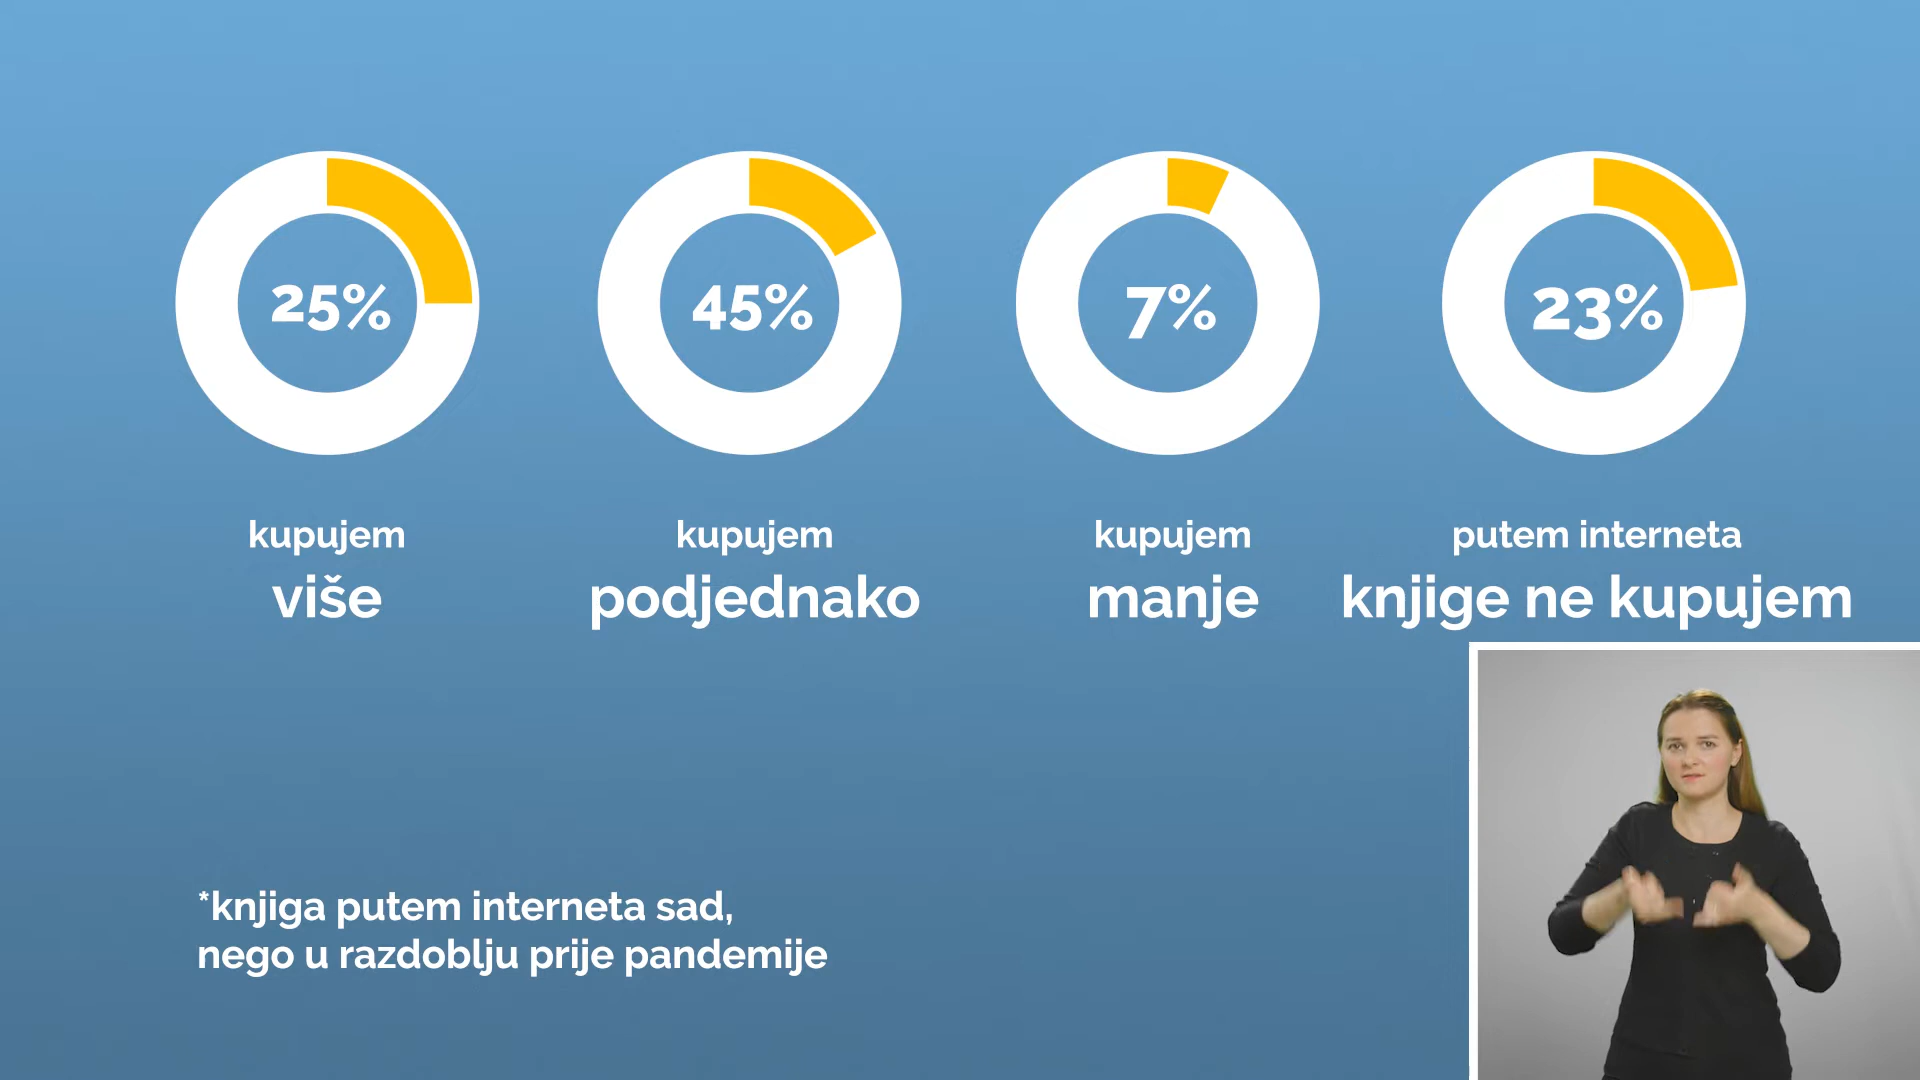 25%
45%
7%
23%
kupujem
više
kupujem
podjednako
kupujem
manje
putem interneta
knjige ne kupujem
*knjiga putem interneta sad,
nego u razdoblju prije pandemije